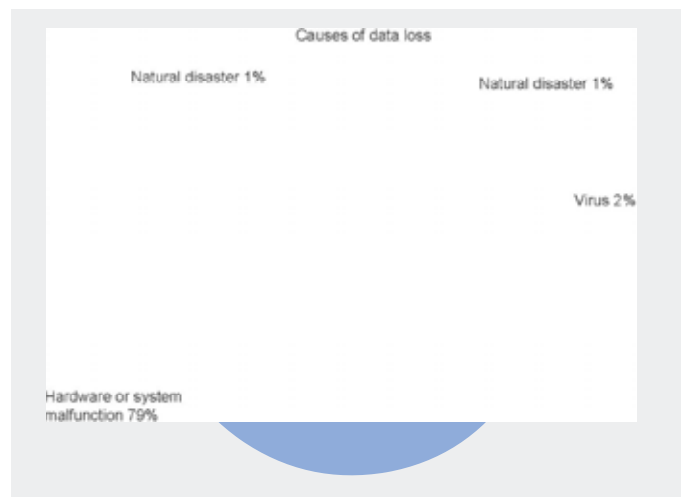 Causes of data loss
Natural disaster 1%
Natural disaster 1%
Virus 2%
Hardware or system
malfunction 79%